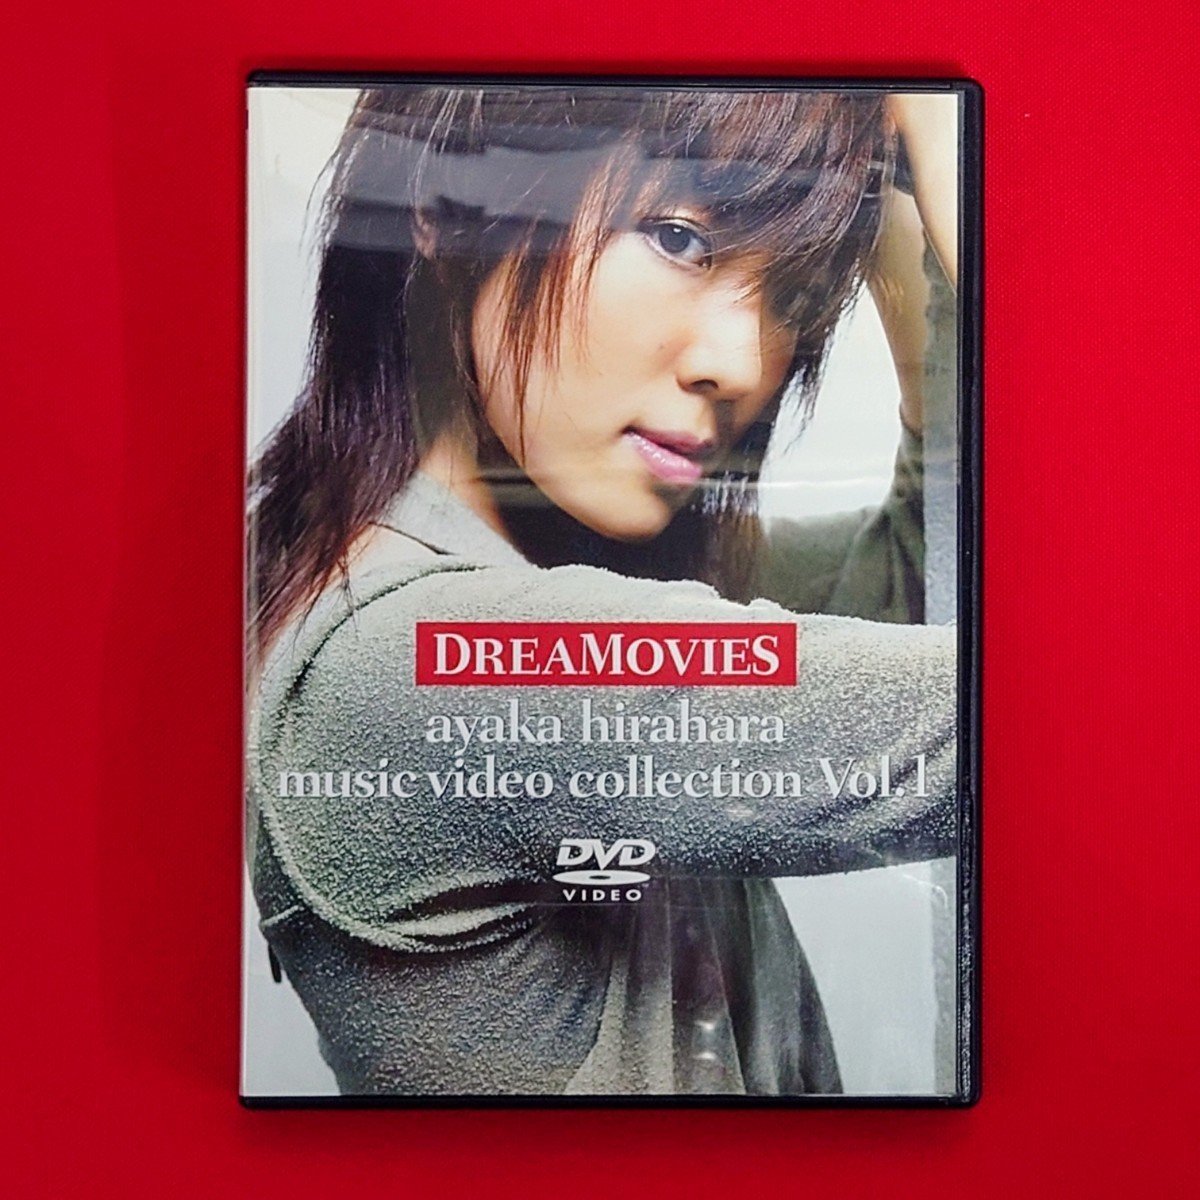 DREAMOVIES
ayaka hirahara
music video collection Vol.1
DVD
VIDEO